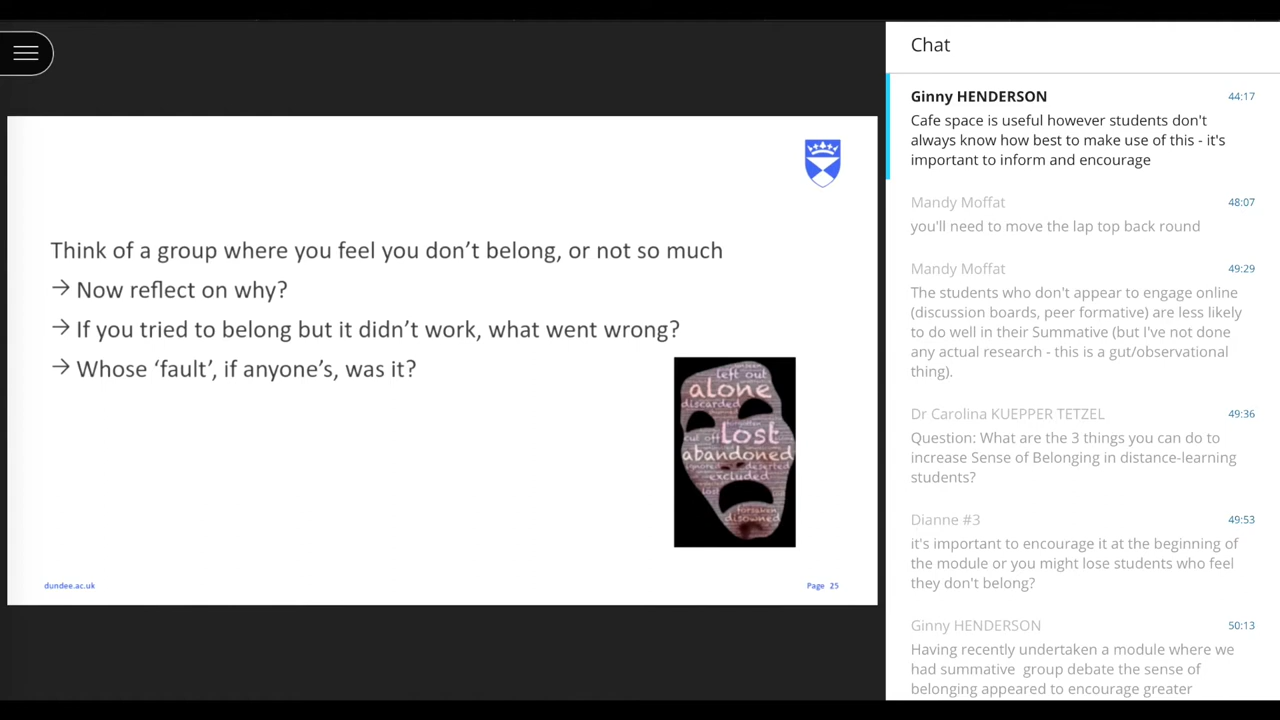 Think of a group where you feel you don't belong, or not so much
→ Now reflect on why?
→ If you tried to belong but it didn't work, what went wrong?
→ Whose ‘fault’, if anyone's, was it?
left out
alone
discarded
cut off
lost
abandoned
deserted
excluded
lost
forsaken
disowned
dundee.ac.uk
Page 25
Chat
Ginny HENDERSON 44:17
Cafe space is useful however students don't
always know how best to make use of this - it's
important to inform and encourage
Mandy Moffat 48:07
you'll need to move the lap top back round
Mandy Moffat 49:29
The students who don't appear to engage online
(discussion boards, peer formative) are less likely
to do well in their Summative (but I've not done
any actual research - this is a gut/observational
thing).
Dr Carolina KUEPPER TETZEL 49:36
Question: What are the 3 things you can do to
increase Sense of Belonging in distance-learning
students?
Dianne #3 49:53
it's important to encourage it at the beginning of
the module or you might lose students who feel
they don't belong?
Ginny HENDERSON 50:13
Having recently undertaken a module where we
had summative group debate the sense of
belonging appeared to encourage greater